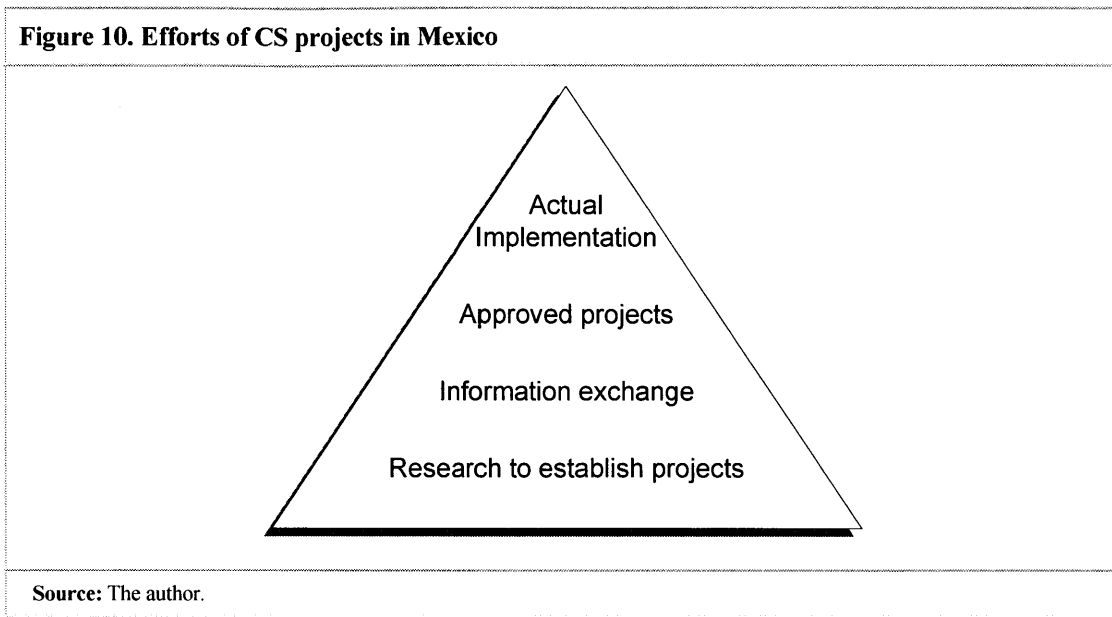 Figure 10. Efforts of CS projects in Mexico
Actual
Implementation
Approved projects
Information exchange
Research to establish projects
Source: The author.